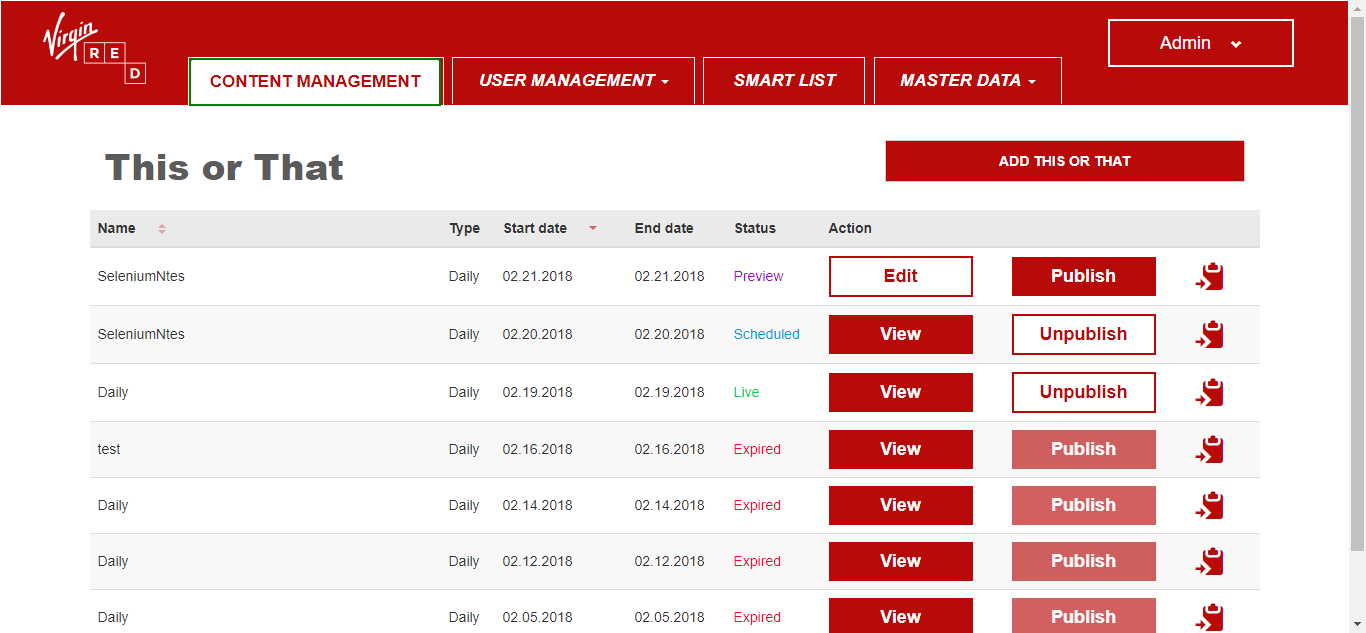 Virgin
RED
Admin
CONTENT MANAGEMENT USER MANAGEMENT SMART LIST MASTER DATA
This or That
ADD THIS OR THAT
Name Type Start date End date Status Action
SeleniumNtes Daily 02.21.2018 02.21.2018 Preview Edit Publish
SeleniumNtes Daily 02.20.2018 02.20.2018 Scheduled View Unpublish
Daily Daily 02.19.2018 02.19.2018 Live View Unpublish
test Daily 02.16.2018 02.16.2018 Expired View Publish
Daily Daily 02.14.2018 02.14.2018 Expired View Publish
Daily Daily 02.12.2018 02.12.2018 Expired View Publish
Daily Daily 02.05.2018 02.05.2018 Expired View Publish